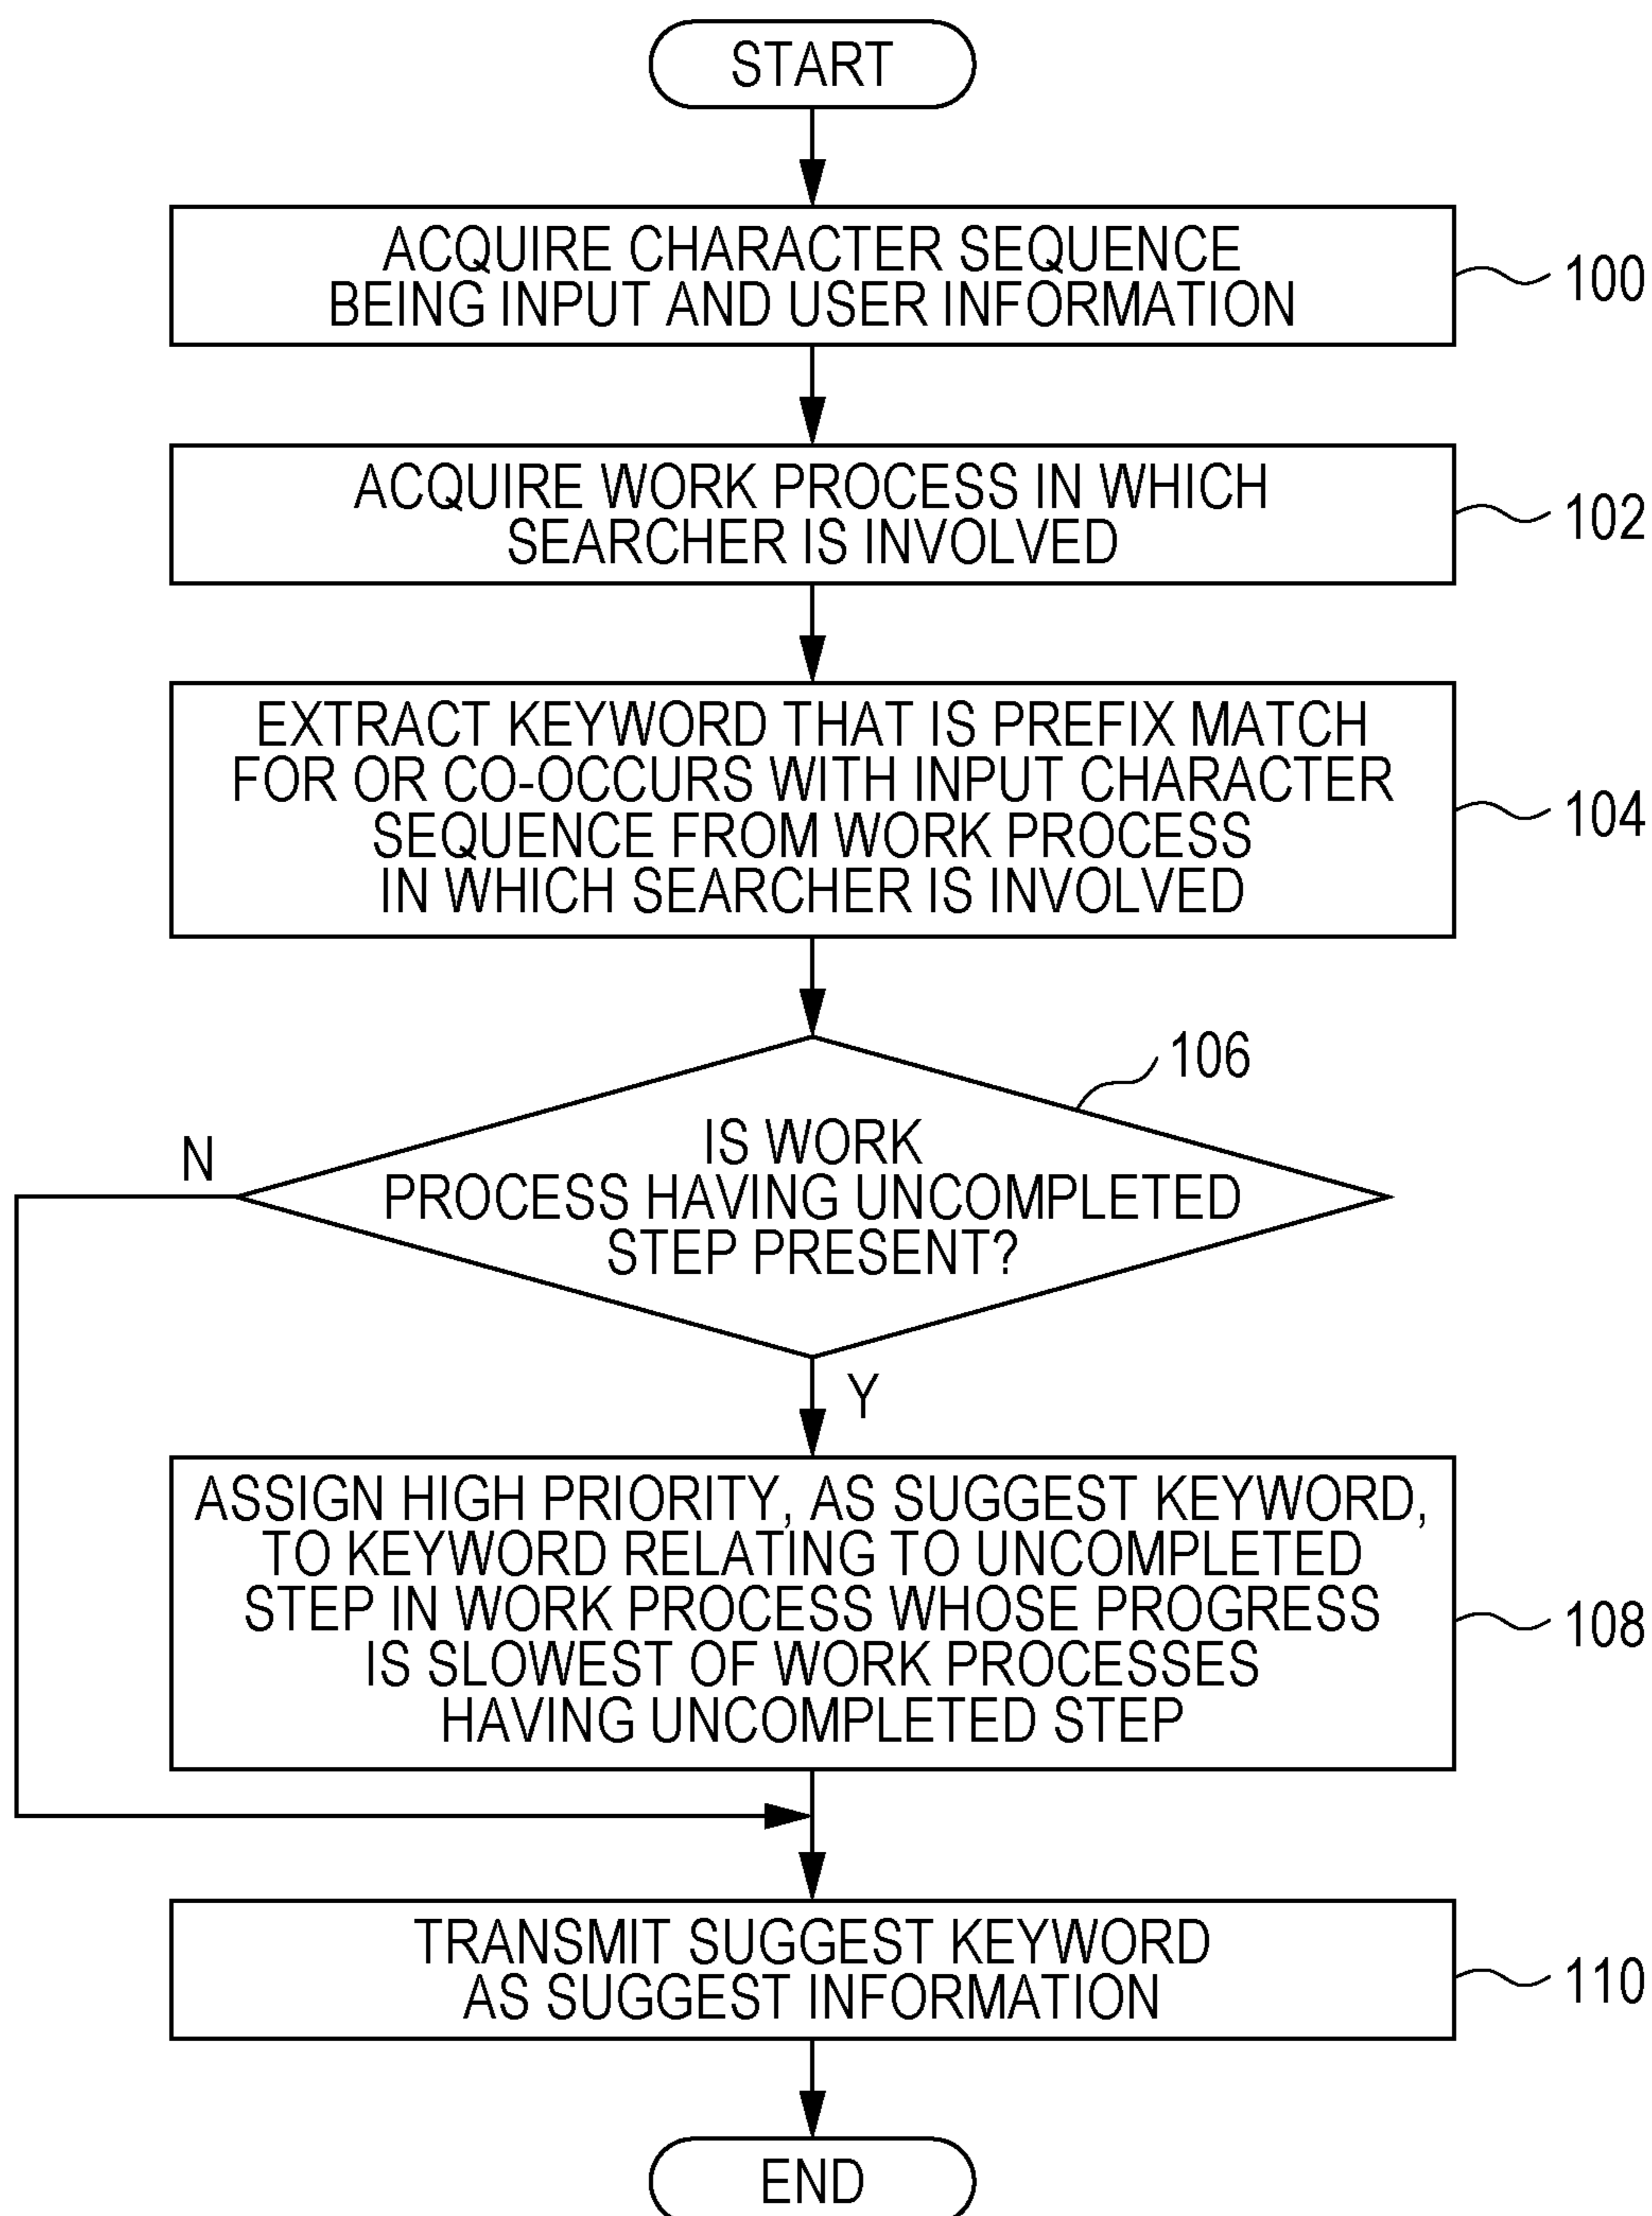 START
ACQUIRE CHARACTER SEQUENCE
BEING INPUT AND USER INFORMATION
100
ACQUIRE WORK PROCESS IN WHICH
SEARCHER IS INVOLVED
102
EXTRACT KEYWORD THAT IS PREFIX MATCH
FOR OR CO-OCCURS WITH INPUT CHARACTER
SEQUENCE FROM WORK PROCESS
IN WHICH SEARCHER IS INVOLVED
104
106
IS WORK
PROCESS HAVING UNCOMPLETED
STEP PRESENT?
N
Y
ASSIGN HIGH PRIORITY, AS SUGGEST KEYWORD,
TO KEYWORD RELATING TO UNCOMPLETED
STEP IN WORK PROCESS WHOSE PROGRESS
IS SLOWEST OF WORK PROCESSES
HAVING UNCOMPLETED STEP
108
TRANSMIT SUGGEST KEYWORD
AS SUGGEST INFORMATION
110
END